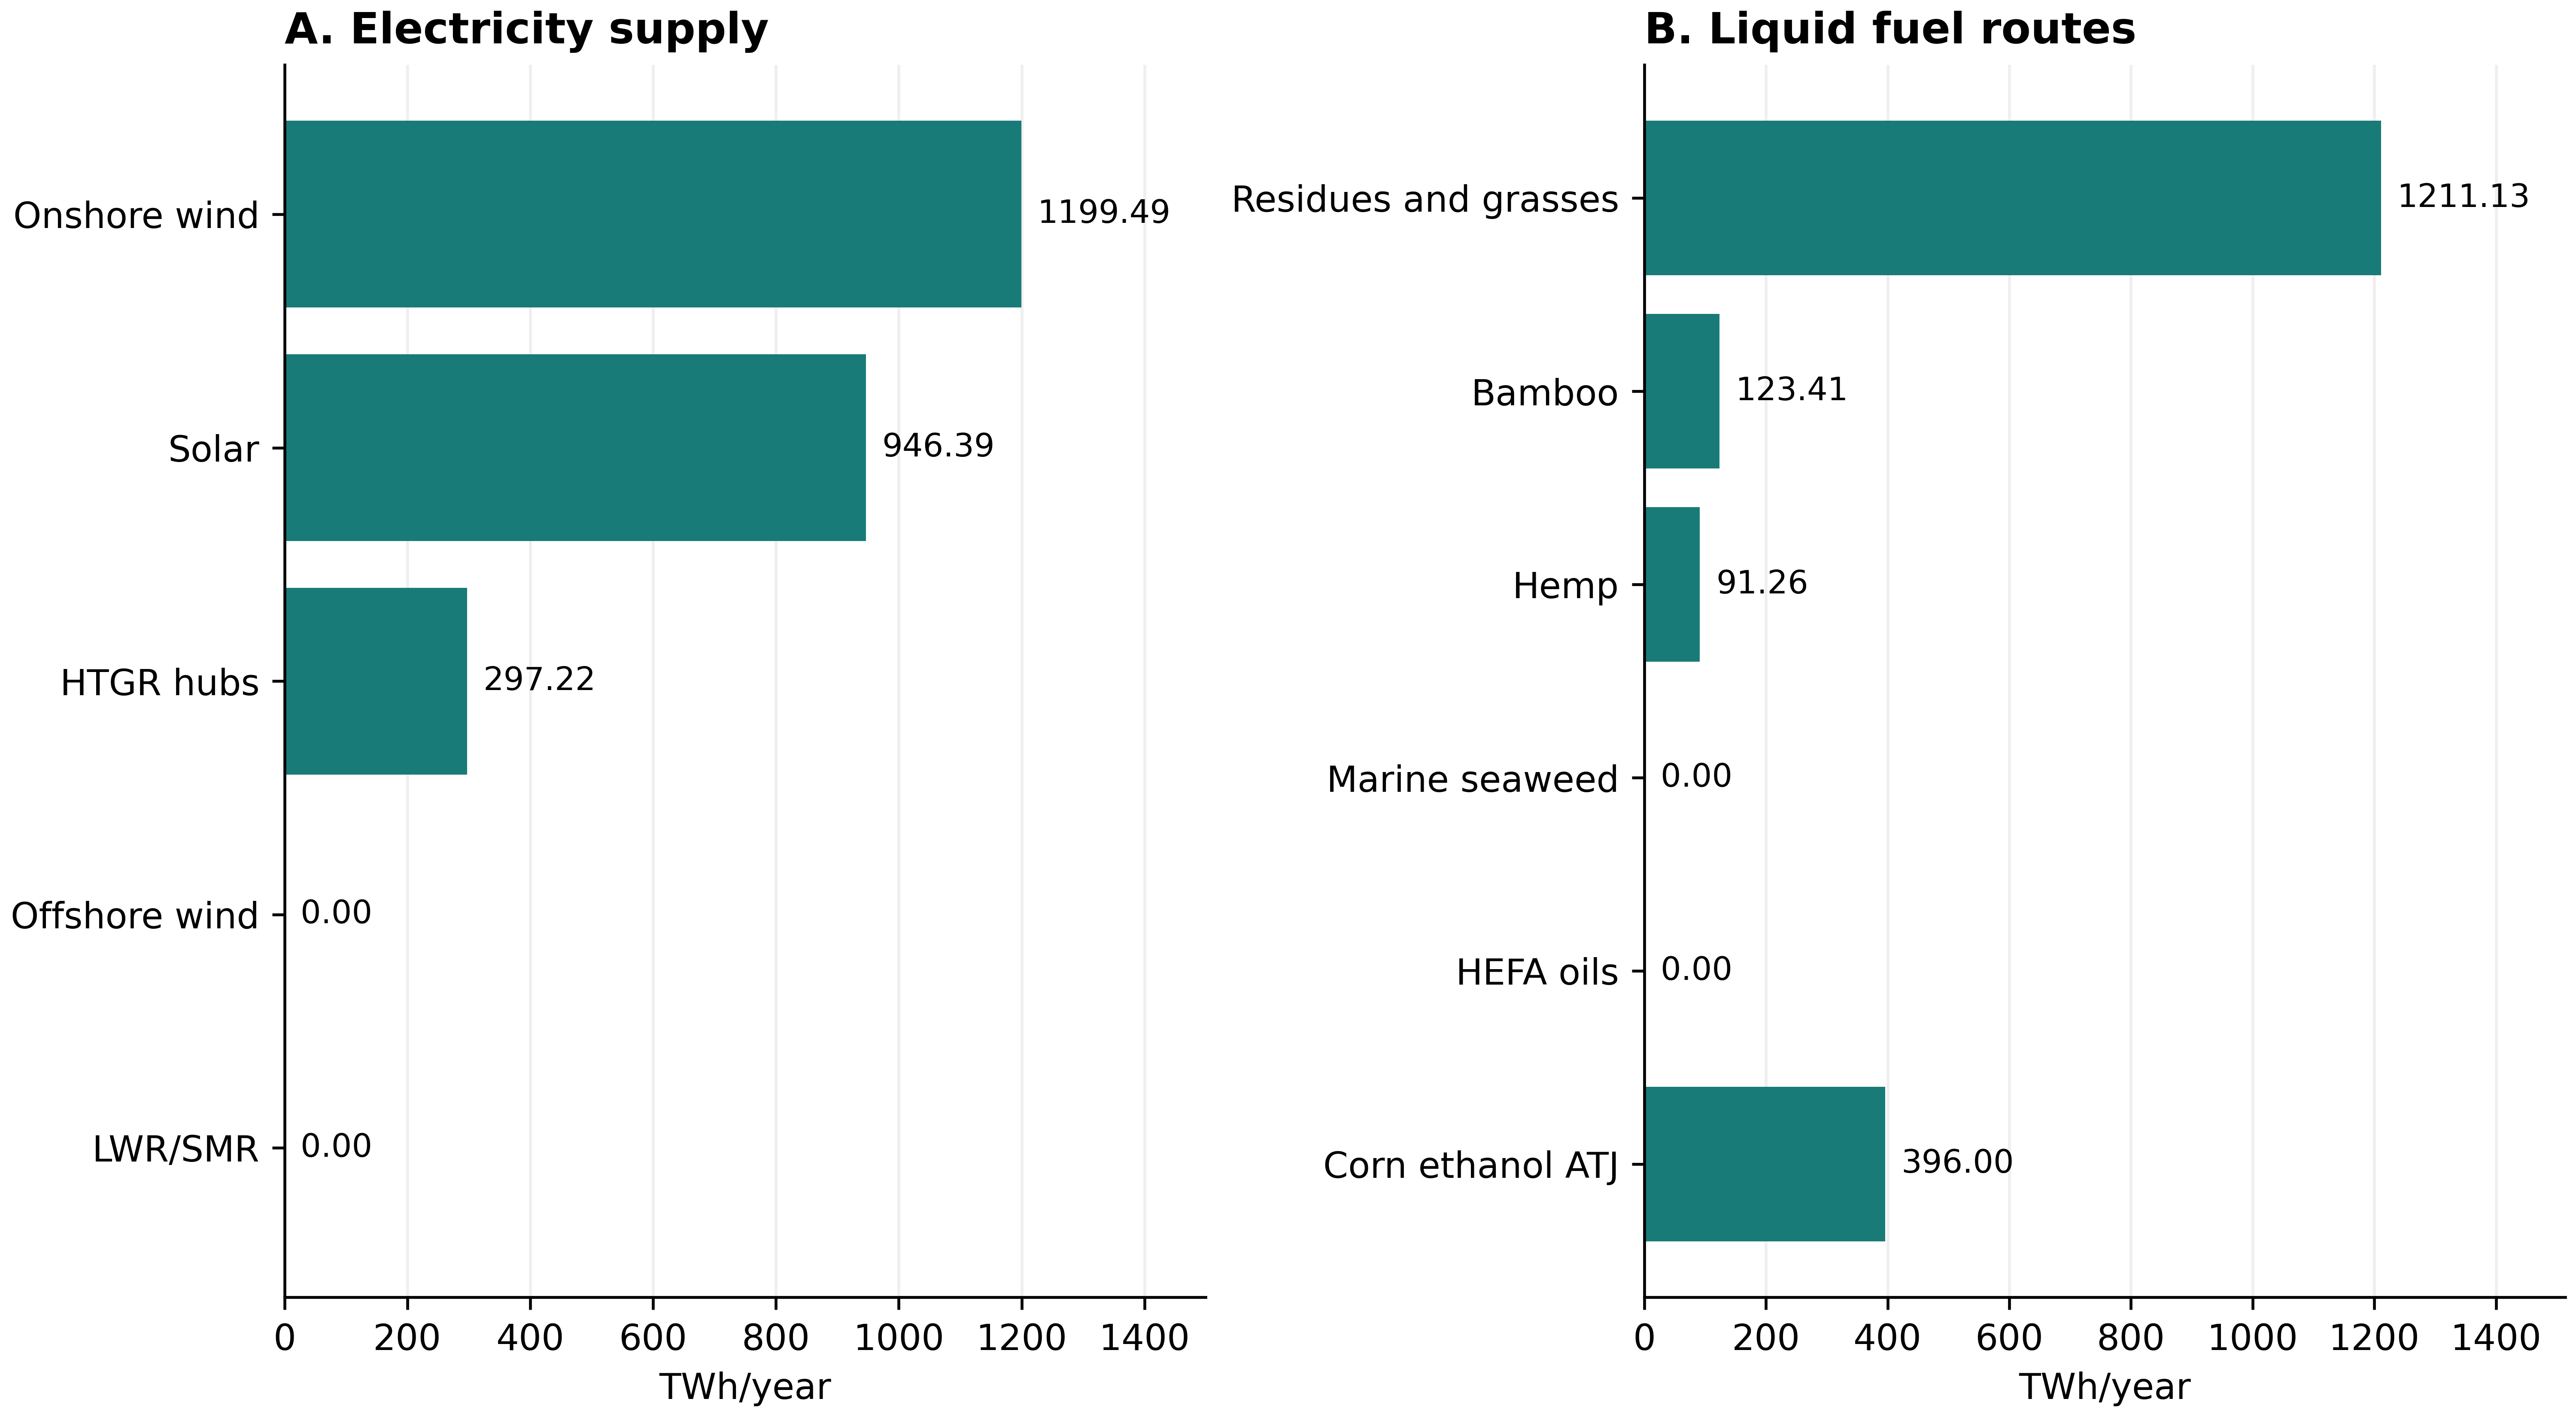 A. Electricity supply
Onshore wind
1199.49
Solar
946.39
HTGR hubs
297.22
Offshore wind
0.00
LWR/SMR
0.00
0 200 400 600 800 1000 1200 1400
TWh/year
B. Liquid fuel routes
Residues and grasses
1211.13
Bamboo
123.41
Hemp
91.26
Marine seaweed
0.00
HEFA oils
0.00
Corn ethanol ATJ
396.00
0 200 400 600 800 1000 1200 1400
TWh/year